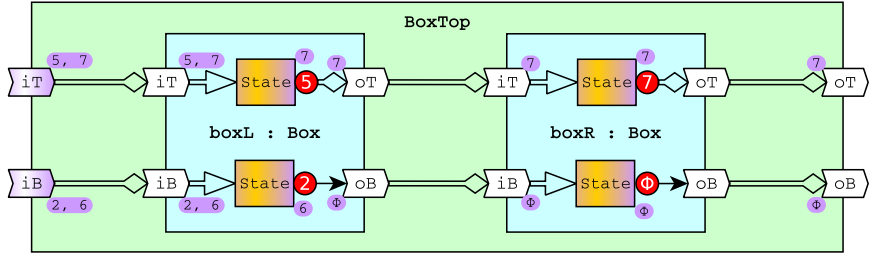 BoxTop
5, 7
5, 7
7
7
7
7
7
iT
iT
State
5
oT
iT
State
7
oT
oT
boxL : Box
boxR : Box
iB
iB
State
2
oB
iB
State
Φ
oB
oB
2, 6
2, 6
6
Φ
Φ
Φ
Φ